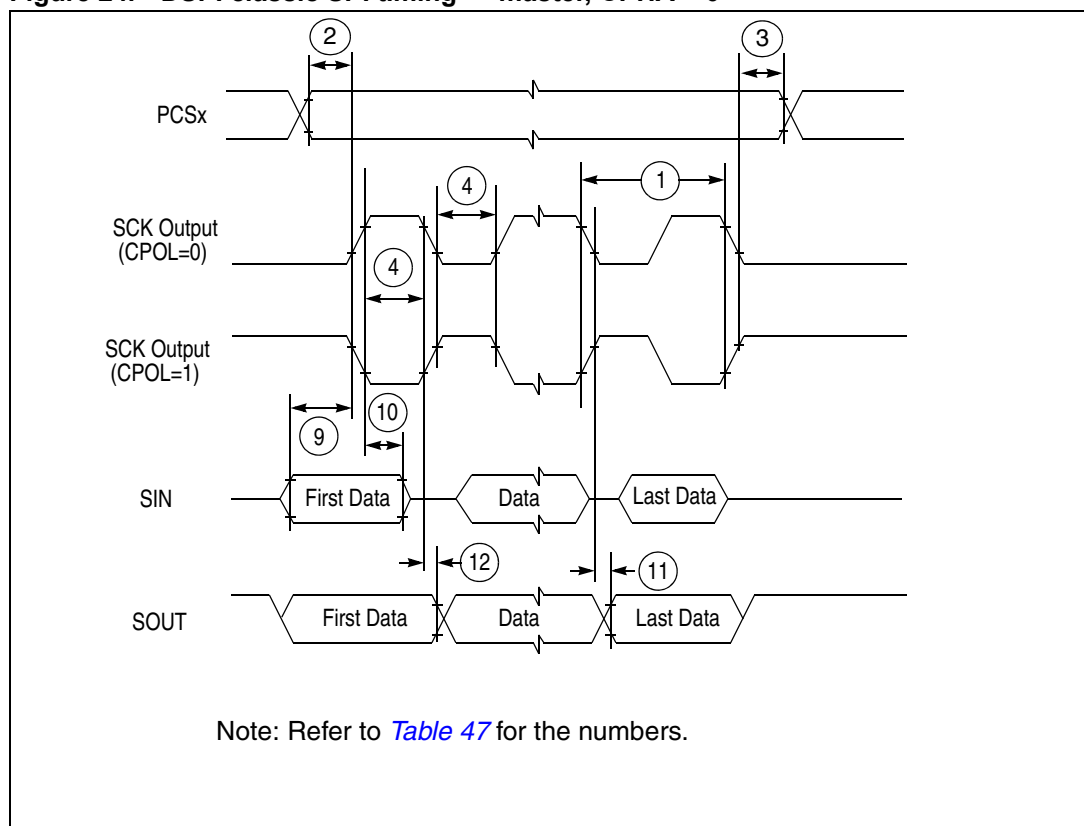 2
3
PCSx
4
1
SCK Output
(CPOL=0)
4
SCK Output
(CPOL=1)
10
9
SIN
First Data
Data
Last Data
12
11
SOUT
First Data
Data
Last Data
Note: Refer to Table 47 for the numbers.